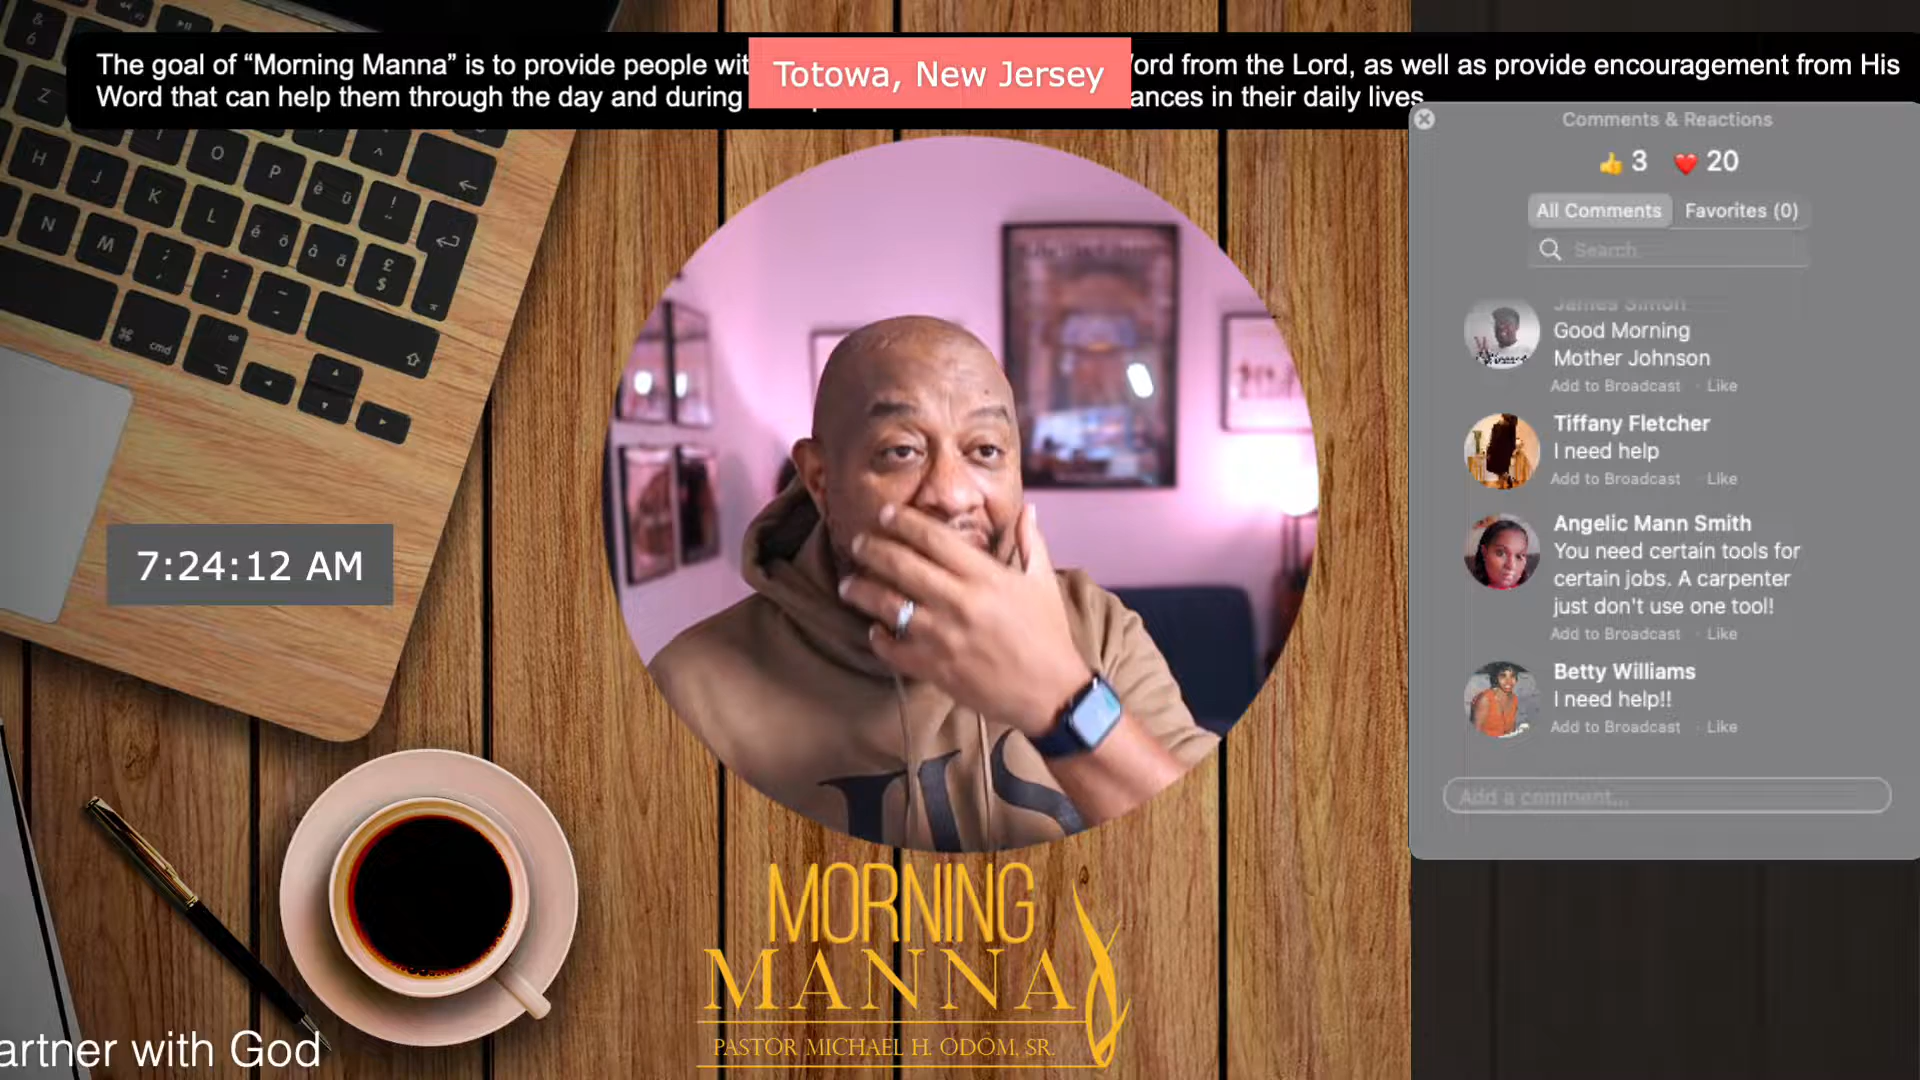 The goal of “Morning Manna” is to provide people wit ord from the Lord, as well as provide encouragement from His
Word that can help them through the day and during ances in their daily lives
Totowa, New Jersey
Comments & Reactions
3 20
All Comments Favorites (0)
Search
James Simon
Good Morning
Mother Johnson
Add to Broadcast · Like
Tiffany Fletcher
I need help
Add to Broadcast · Like
Angelic Mann Smith
You need certain tools for
certain jobs. A carpenter
just don't use one tool!
Add to Broadcast · Like
Betty Williams
I need help!!
Add to Broadcast · Like
Add a comment...
7:24:12 AM
MORNING
MANNA
PASTOR MICHAEL H. ODOM, SR.
artner with God
& 6
Z
H J K L
O P
N M
cmd